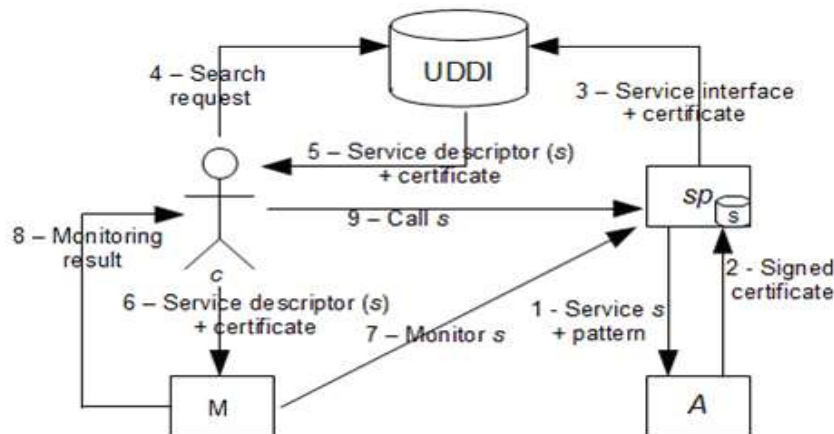 UDDI
4 – Search
request
3 – Service interface
+ certificate
5 – Service descriptor (s)
+ certificate
sp
s
9 – Call s
8 – Monitoring
result
c
2 - Signed
certificate
6 – Service descriptor (s)
+ certificate
7 – Monitor s
1 - Service s
+ pattern
M
A